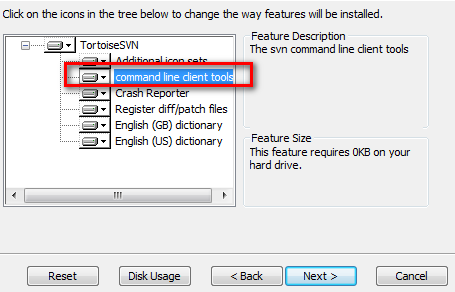 Click on the icons in the tree below to change the way features will be installed.
TortoiseSVN
Additional icon sets
command line client tools
Crash Reporter
Register diff/patch files
English (GB) dictionary
English (US) dictionary
Feature Description
The svn command line client tools
Feature Size
This feature requires 0KB on your
hard drive.
Reset
Disk Usage
< Back
Next >
Cancel